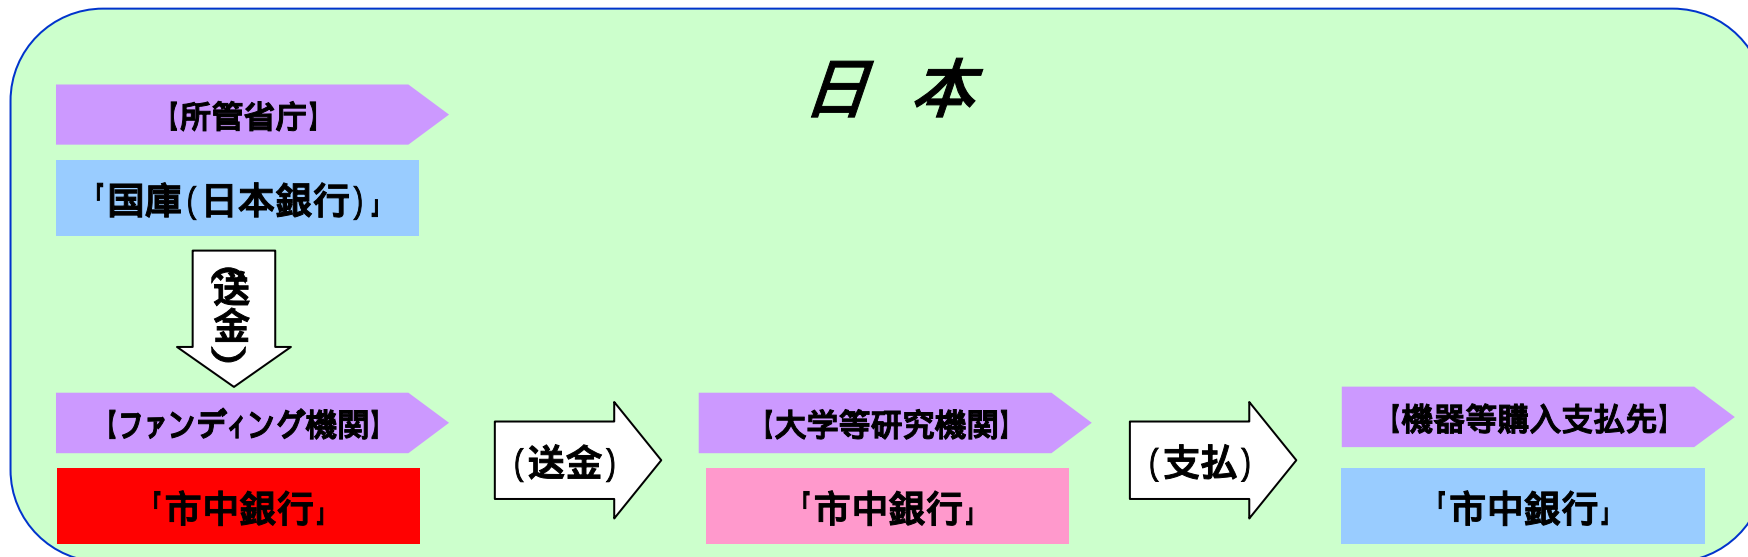 日 本
【所管省庁】
「国庫(日本銀行)」
(送金)
【ファンディング機関】
「市中銀行」
(送金)
【大学等研究機関】
「市中銀行」
(支払)
【機器等購入支払先】
「市中銀行」